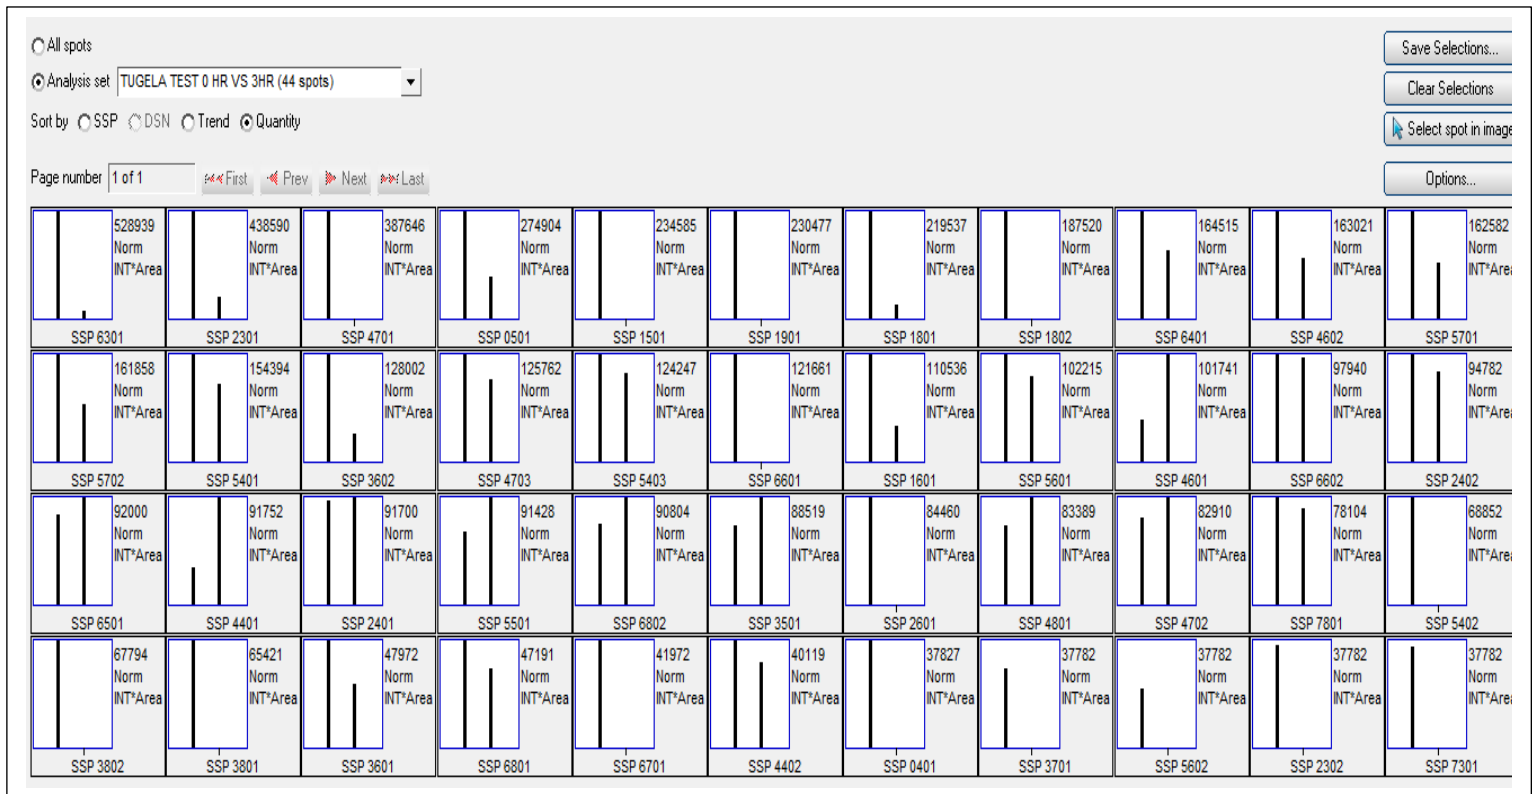 All spots
Save Selections...
Analysis set TUGELA TEST 0 HR VS 3HR (44 spots)
Clear Selections
Sort by SSP DSN Trend Quantity
Select spot in image
Page number 1 of 1 First Prev Next Last
Options...
528939 438590 387646 274904 234585 230477 219537 187520 164515 163021 162582
Norm Norm Norm Norm Norm Norm Norm Norm Norm Norm Norm
INT*Area INT*Area INT*Area INT*Area INT*Area INT*Area INT*Area INT*Area INT*Area INT*Area INT*Are
SSP 6301 SSP 2301 SSP 4701 SSP 0501 SSP 1501 SSP 1901 SSP 1801 SSP 1802 SSP 6401 SSP 4602 SSP 5701
161858 154394 128002 125762 124247 121661 110536 102215 101741 97940 94782
Norm Norm Norm Norm Norm Norm Norm Norm Norm Norm Norm
INT*Area INT*Area INT*Area INT*Area INT*Area INT*Area INT*Area INT*Area INT*Area INT*Area INT*Are
SSP 5702 SSP 5401 SSP 3602 SSP 4703 SSP 5403 SSP 6601 SSP 1601 SSP 5601 SSP 4601 SSP 6602 SSP 2402
92000 91752 91700 91428 90804 88519 84460 83389 82910 78104 68852
Norm Norm Norm Norm Norm Norm Norm Norm Norm Norm Norm
INT*Area INT*Area INT*Area INT*Area INT*Area INT*Area INT*Area INT*Area INT*Area INT*Area INT*Are
SSP 6501 SSP 4401 SSP 2401 SSP 5501 SSP 6802 SSP 3501 SSP 2601 SSP 4801 SSP 4702 SSP 7801 SSP 5402
67794 65421 47972 47191 41972 40119 37827 37782 37782 37782 37782
Norm Norm Norm Norm Norm Norm Norm Norm Norm Norm Norm
INT*Area INT*Area INT*Area INT*Area INT*Area INT*Area INT*Area INT*Area INT*Area INT*Area INT*Are
SSP 3802 SSP 3801 SSP 3601 SSP 6801 SSP 6701 SSP 4402 SSP 0401 SSP 3701 SSP 5602 SSP 2302 SSP 7301